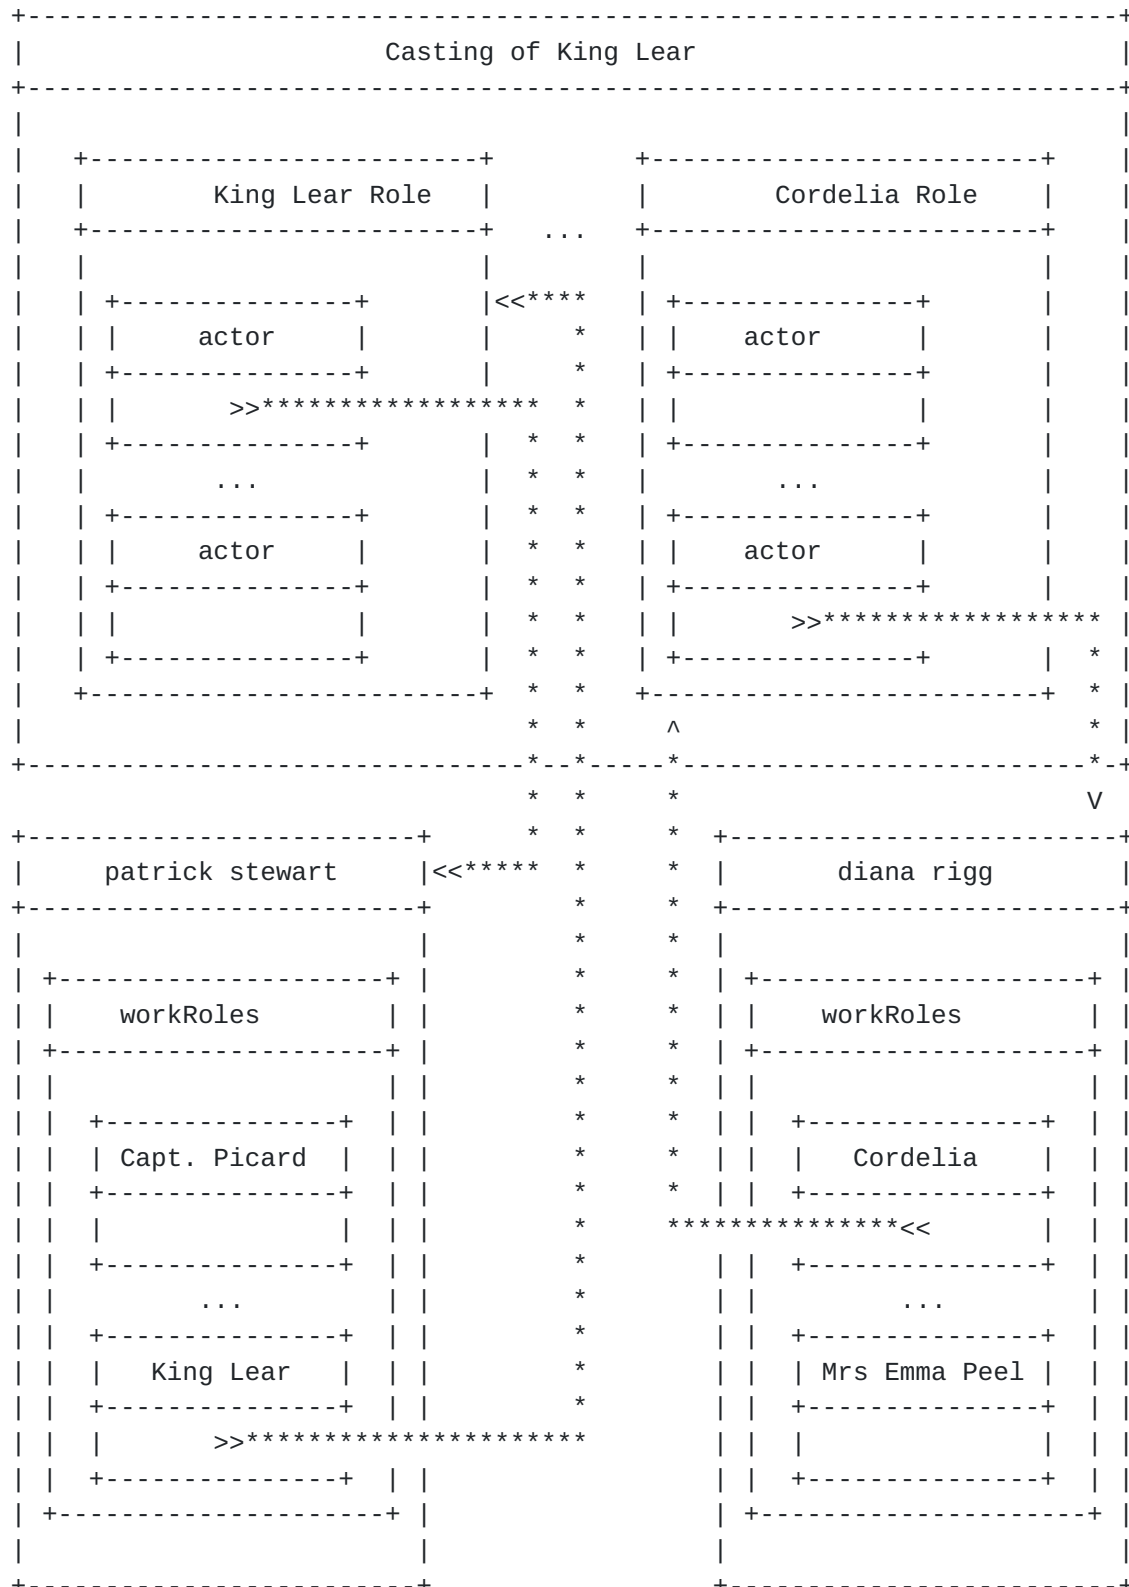 Casting of King Lear
King Lear Role    Cordelia Role
...
<<****
actor    actor
>>******************
...    ...
actor    actor
>>******************
^
V
patrick stewart    <<*****    diana rigg
workRoles    workRoles
Capt. Picard    Cordelia
***************<<
...    ...
King Lear    Mrs Emma Peel
>>**********************